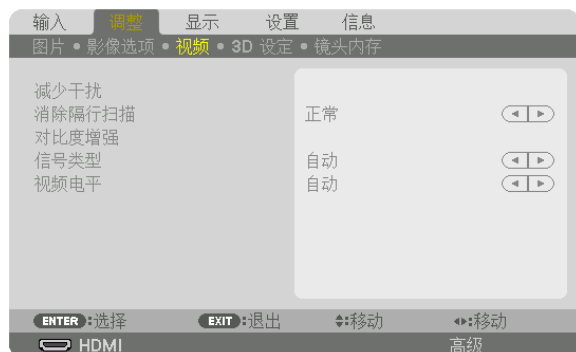 输入 调整 显示 设置 信息
图片 • 影像选项 • 视频 • 3D 设定 • 镜头内存
减少干扰
消除隔行扫描 正常
对比度增强
信号类型 自动
视频电平 自动
ENTER:选择 EXIT:退出 :移动 :移动
HDMI 高级